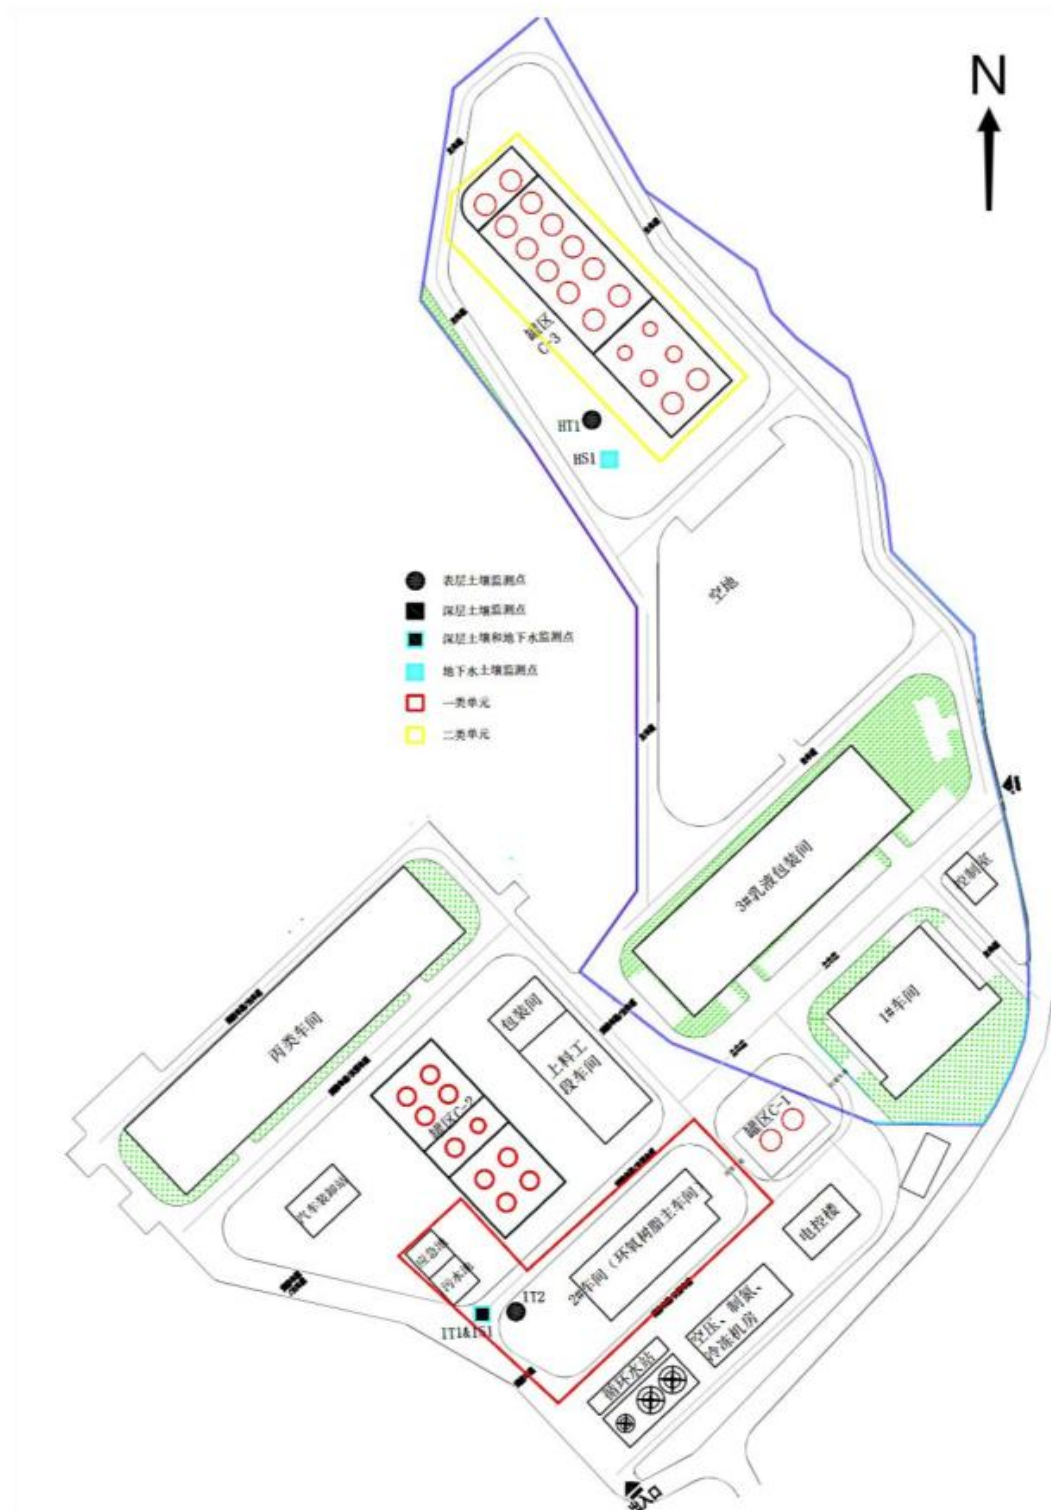 N
罐区
C-3
HT1
HS1
表层土壤监测点
深层土壤监测点
深层土壤和地下水监测点
地下水土壤监测点
一类单元
二类单元
空地
3#乳液包装间
控制室
1#车间
丙类车间
包装间
上料工
段车间
罐区C-2
罐区C-1
汽车装卸站
应急池
污水池
2#车间（环氧树脂主车间
电控楼
IT2
IT1&IS1
空压、制氮、
冷冻机房
循环水站
出入口